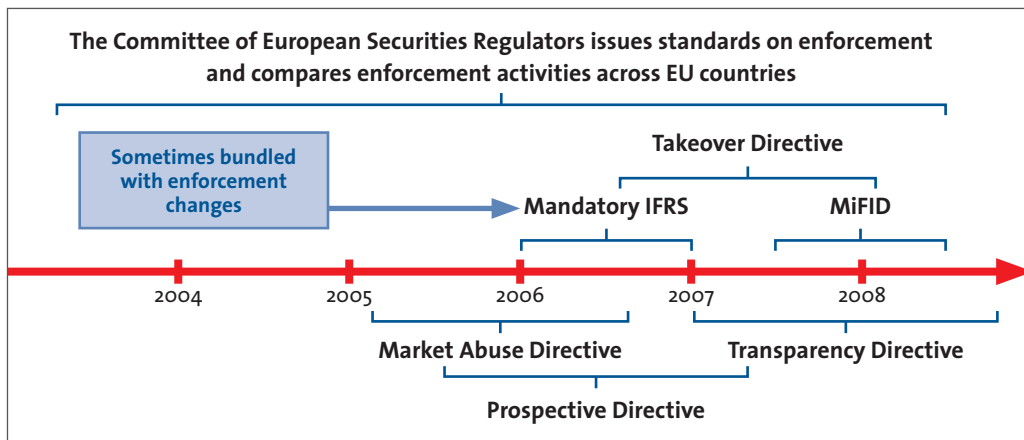 The Committee of European Securities Regulators issues standards on enforcement
and compares enforcement activities across EU countries
Sometimes bundled
with enforcement
changes
Takeover Directive
Mandatory IFRS
MiFID
2004
2005
2006
2007
2008
Market Abuse Directive
Transparency Directive
Prospective Directive